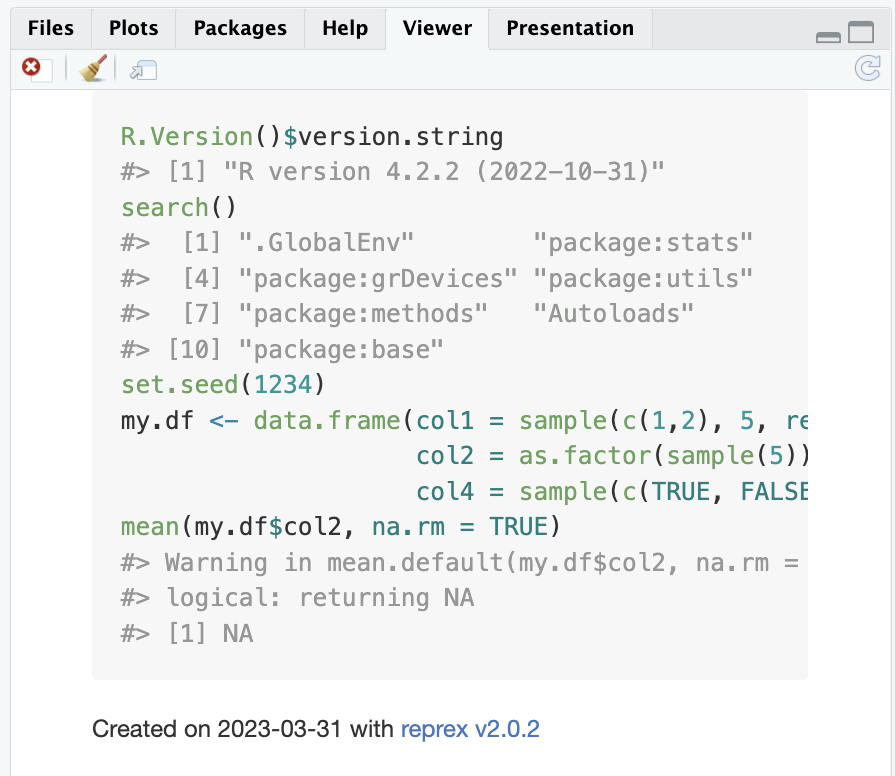 Files Plots Packages Help Viewer Presentation
R.Version()$version.string
#> [1] "R version 4.2.2 (2022-10-31)"
search()
#>  [1] ".GlobalEnv"        "package:stats"
#>  [4] "package:grDevices" "package:utils"
#>  [7] "package:methods"   "Autoloads"
#> [10] "package:base"
set.seed(1234)
my.df <- data.frame(col1 = sample(c(1,2), 5, re
                    col2 = as.factor(sample(5))
                    col4 = sample(c(TRUE, FALSE
mean(my.df$col2, na.rm = TRUE)
#> Warning in mean.default(my.df$col2, na.rm =
#> logical: returning NA
#> [1] NA
Created on 2023-03-31 with reprex v2.0.2